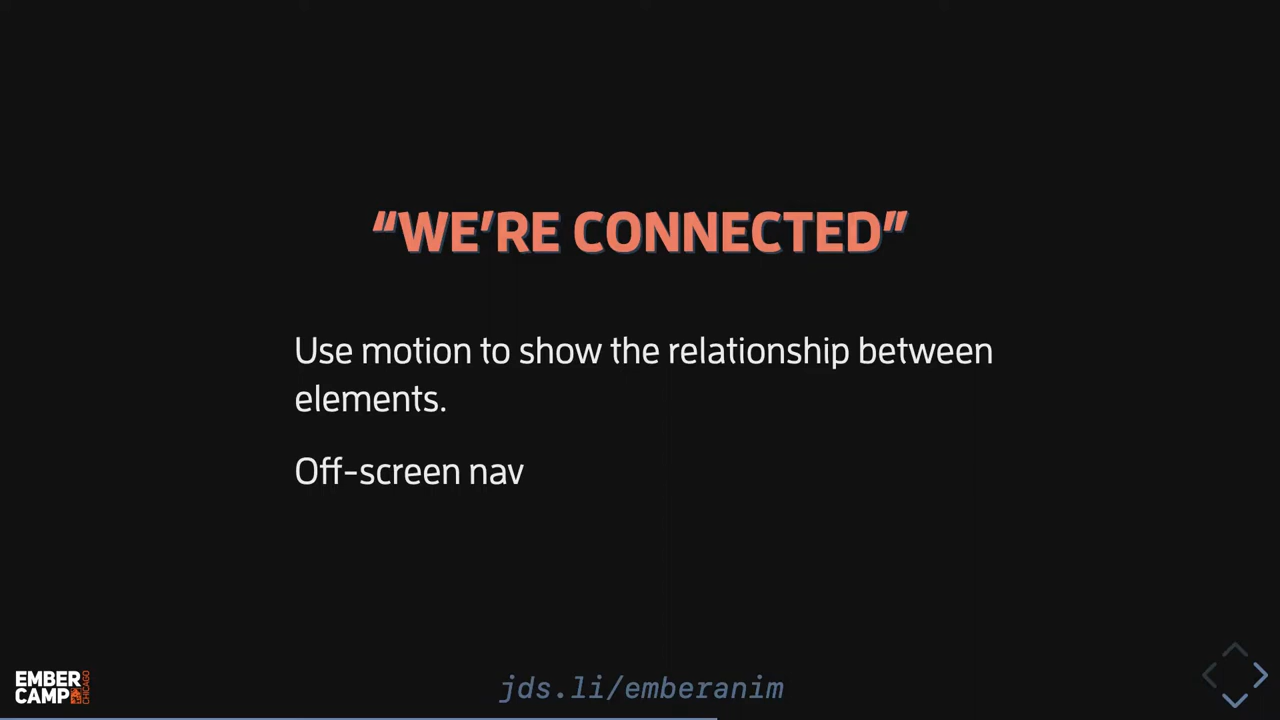 “WE’RE CONNECTED”
Use motion to show the relationship between
elements.
Off-screen nav
EMBER
CAMP
CHICAGO
jds.li/emberanim